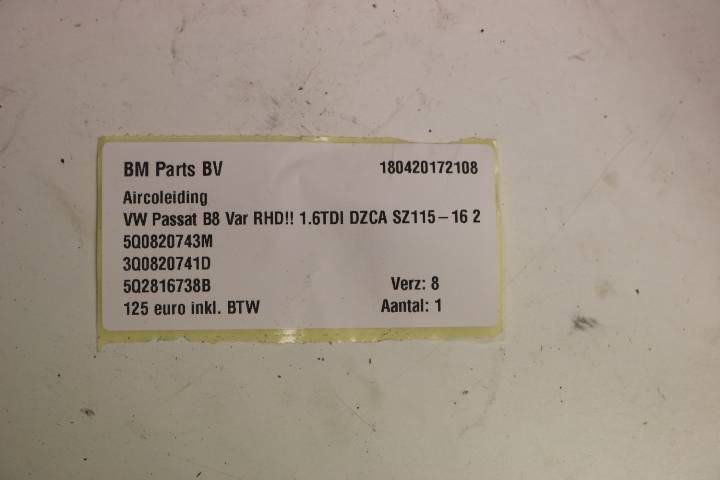 BM Parts BV 180420172108
Aircoleiding
VW Passat B8 Var RHD!! 1.6TDI DZCA SZ115-16 2
5Q0820743M
3Q0820741D
5Q2816738B Verz: 8
125 euro inkl. BTW Aantal: 1